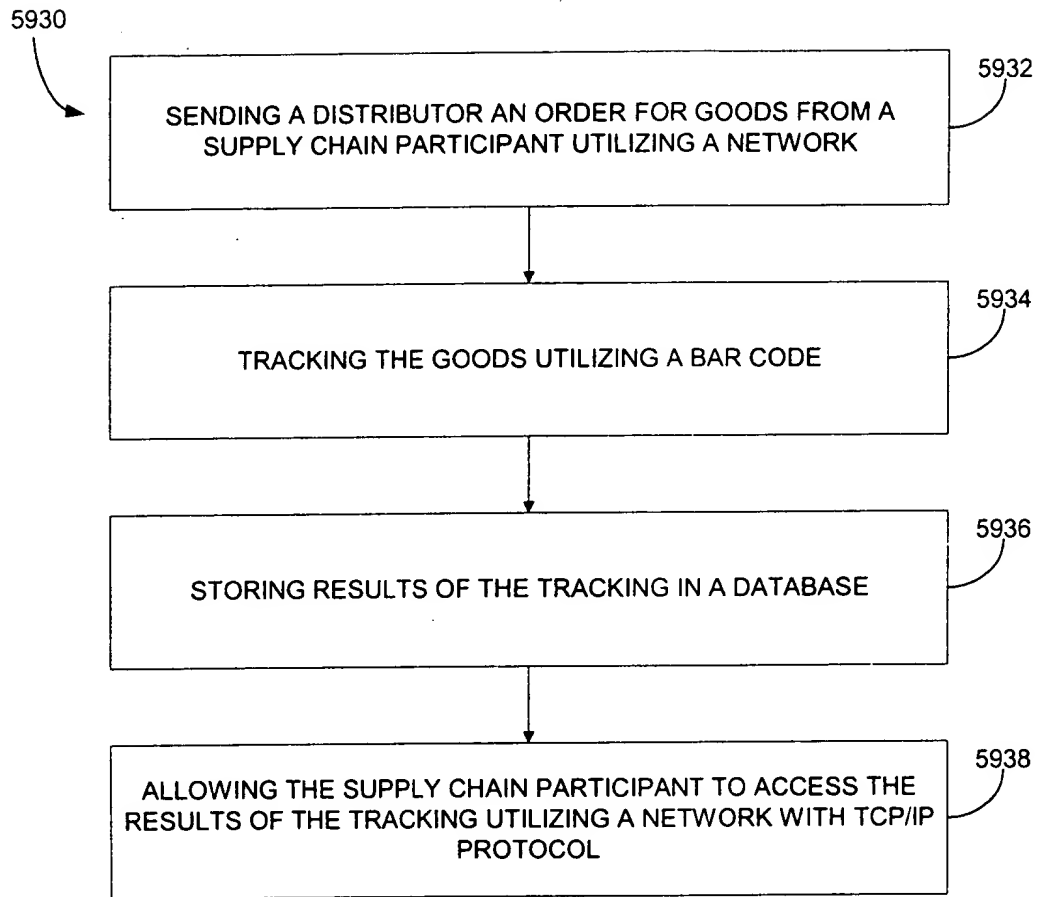 5930
5932
SENDING A DISTRIBUTOR AN ORDER FOR GOODS FROM A
SUPPLY CHAIN PARTICIPANT UTILIZING A NETWORK
5934
TRACKING THE GOODS UTILIZING A BAR CODE
5936
STORING RESULTS OF THE TRACKING IN A DATABASE
5938
ALLOWING THE SUPPLY CHAIN PARTICIPANT TO ACCESS THE
RESULTS OF THE TRACKING UTILIZING A NETWORK WITH TCP/IP
PROTOCOL